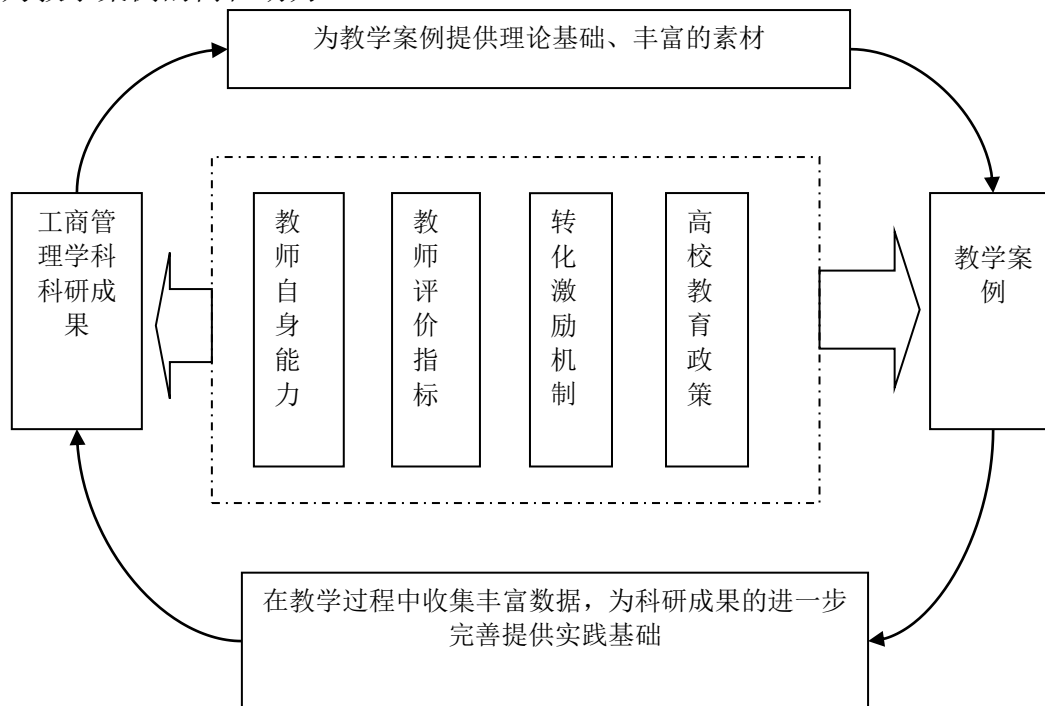 为教学案例提供理论基础、丰富的素材
工商管
理学科
科研成
果
教师自身能力
教师评价指标
转化激励机制
高校教育政策
教学案
例
在教学过程中收集丰富数据，为科研成果的进一步
完善提供实践基础